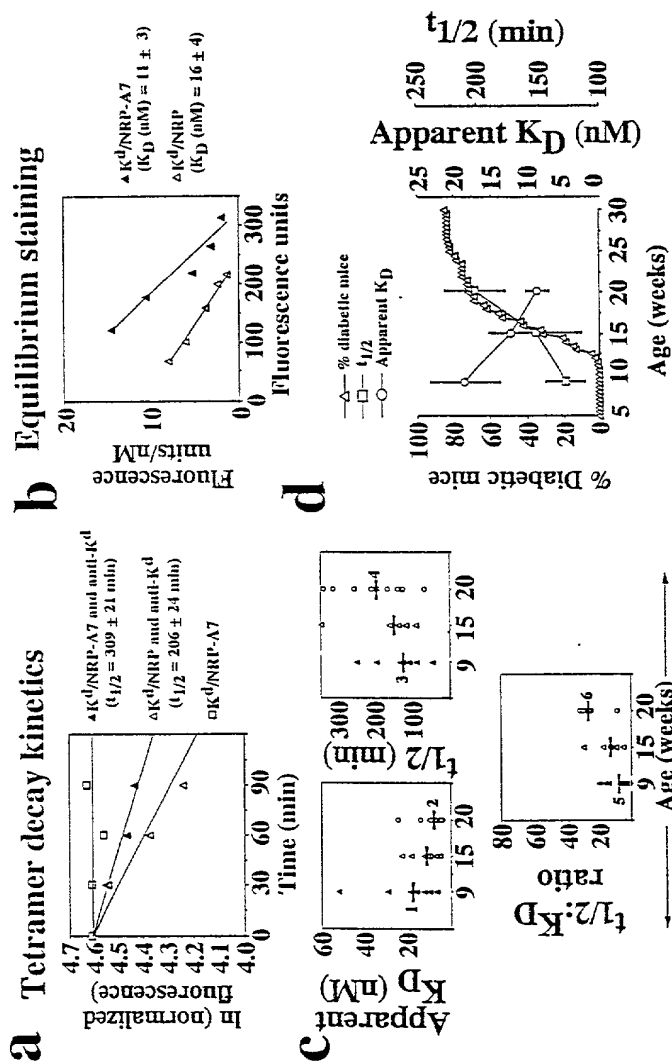 a Tetramer decay kinetics
▲Kd/NRP-A7 and anti-Kd
(t1/2 = 309 ± 21 min)
△Kd/NRP and anti-Kd
(t1/2 = 206 ± 24 min)
□Kd/NRP-A7
ln (normalized
fluorescence)
4.7
4.6
4.5
4.4
4.3
4.2
4.1
4.0
0 30 60 90
Time (min)
b Equilibrium staining
▲Kd/NRP-A7
(KD (nM) = 11 ± 3)
△Kd/NRP
(KD (nM) = 16 ± 4)
Fluorescence
units/nM
20
10
0
0 100 200 300
Fluorescence units
c
Apparent
KD (nM)
60
40
20
1
2
9 15 20
t1/2 (min)
300
200
100
3
4
9 15 20
t1/2:KD
ratio
80
60
40
20
5
6
9 15 20
Age (weeks)
d
% diabetic mice
t1/2
Apparent KD
% Diabetic mice
100
80
60
40
20
0
5 10 15 20 25 30
Age (weeks)
Apparent KD (nM)
25
20
15
10
5
0
t1/2 (min)
250
200
150
100